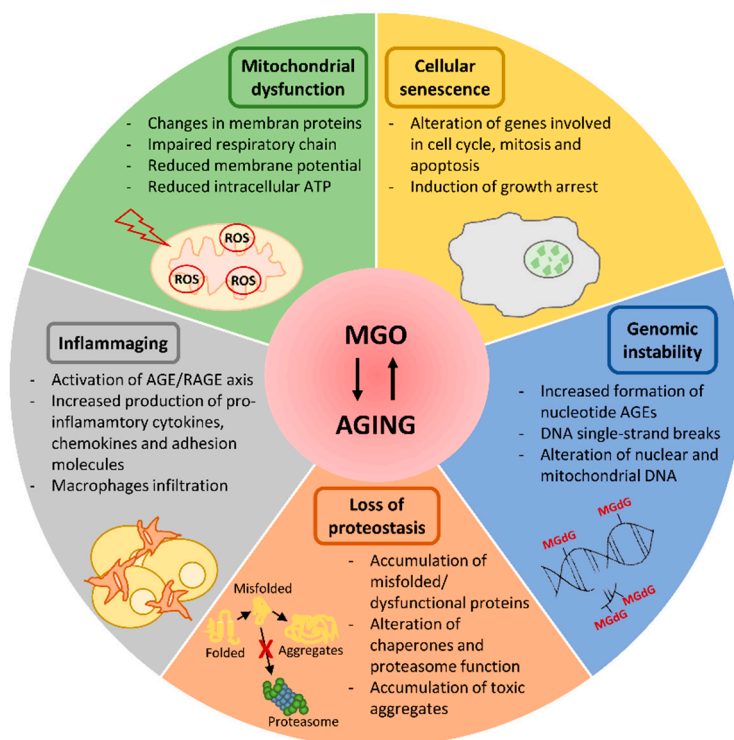 Mitochondrial
dysfunction
- Changes in membran proteins
- Impaired respiratory chain
- Reduced membrane potential
- Reduced intracellular ATP
ROS
ROS
ROS
Cellular
senescence
- Alteration of genes involved
in cell cycle, mitosis and
apoptosis
- Induction of growth arrest
MGO
AGING
Inflammaging
- Activation of AGE/RAGE axis
- Increased production of pro-
inflamamtory cytokines,
chemokines and adhesion
molecules
- Macrophages infiltration
Genomic
instability
- Increased formation of
nucleotide AGEs
- DNA single-strand breaks
- Alteration of nuclear and
mitochondrial DNA
MGdG
MGdG
MGdG
MGdG
Loss of
proteostasis
- Accumulation of
misfolded/
dysfunctional proteins
- Alteration of
chaperones and
proteasome function
- Accumulation of toxic
aggregates
Misfolded
Folded
Aggregates
X
Proteasome